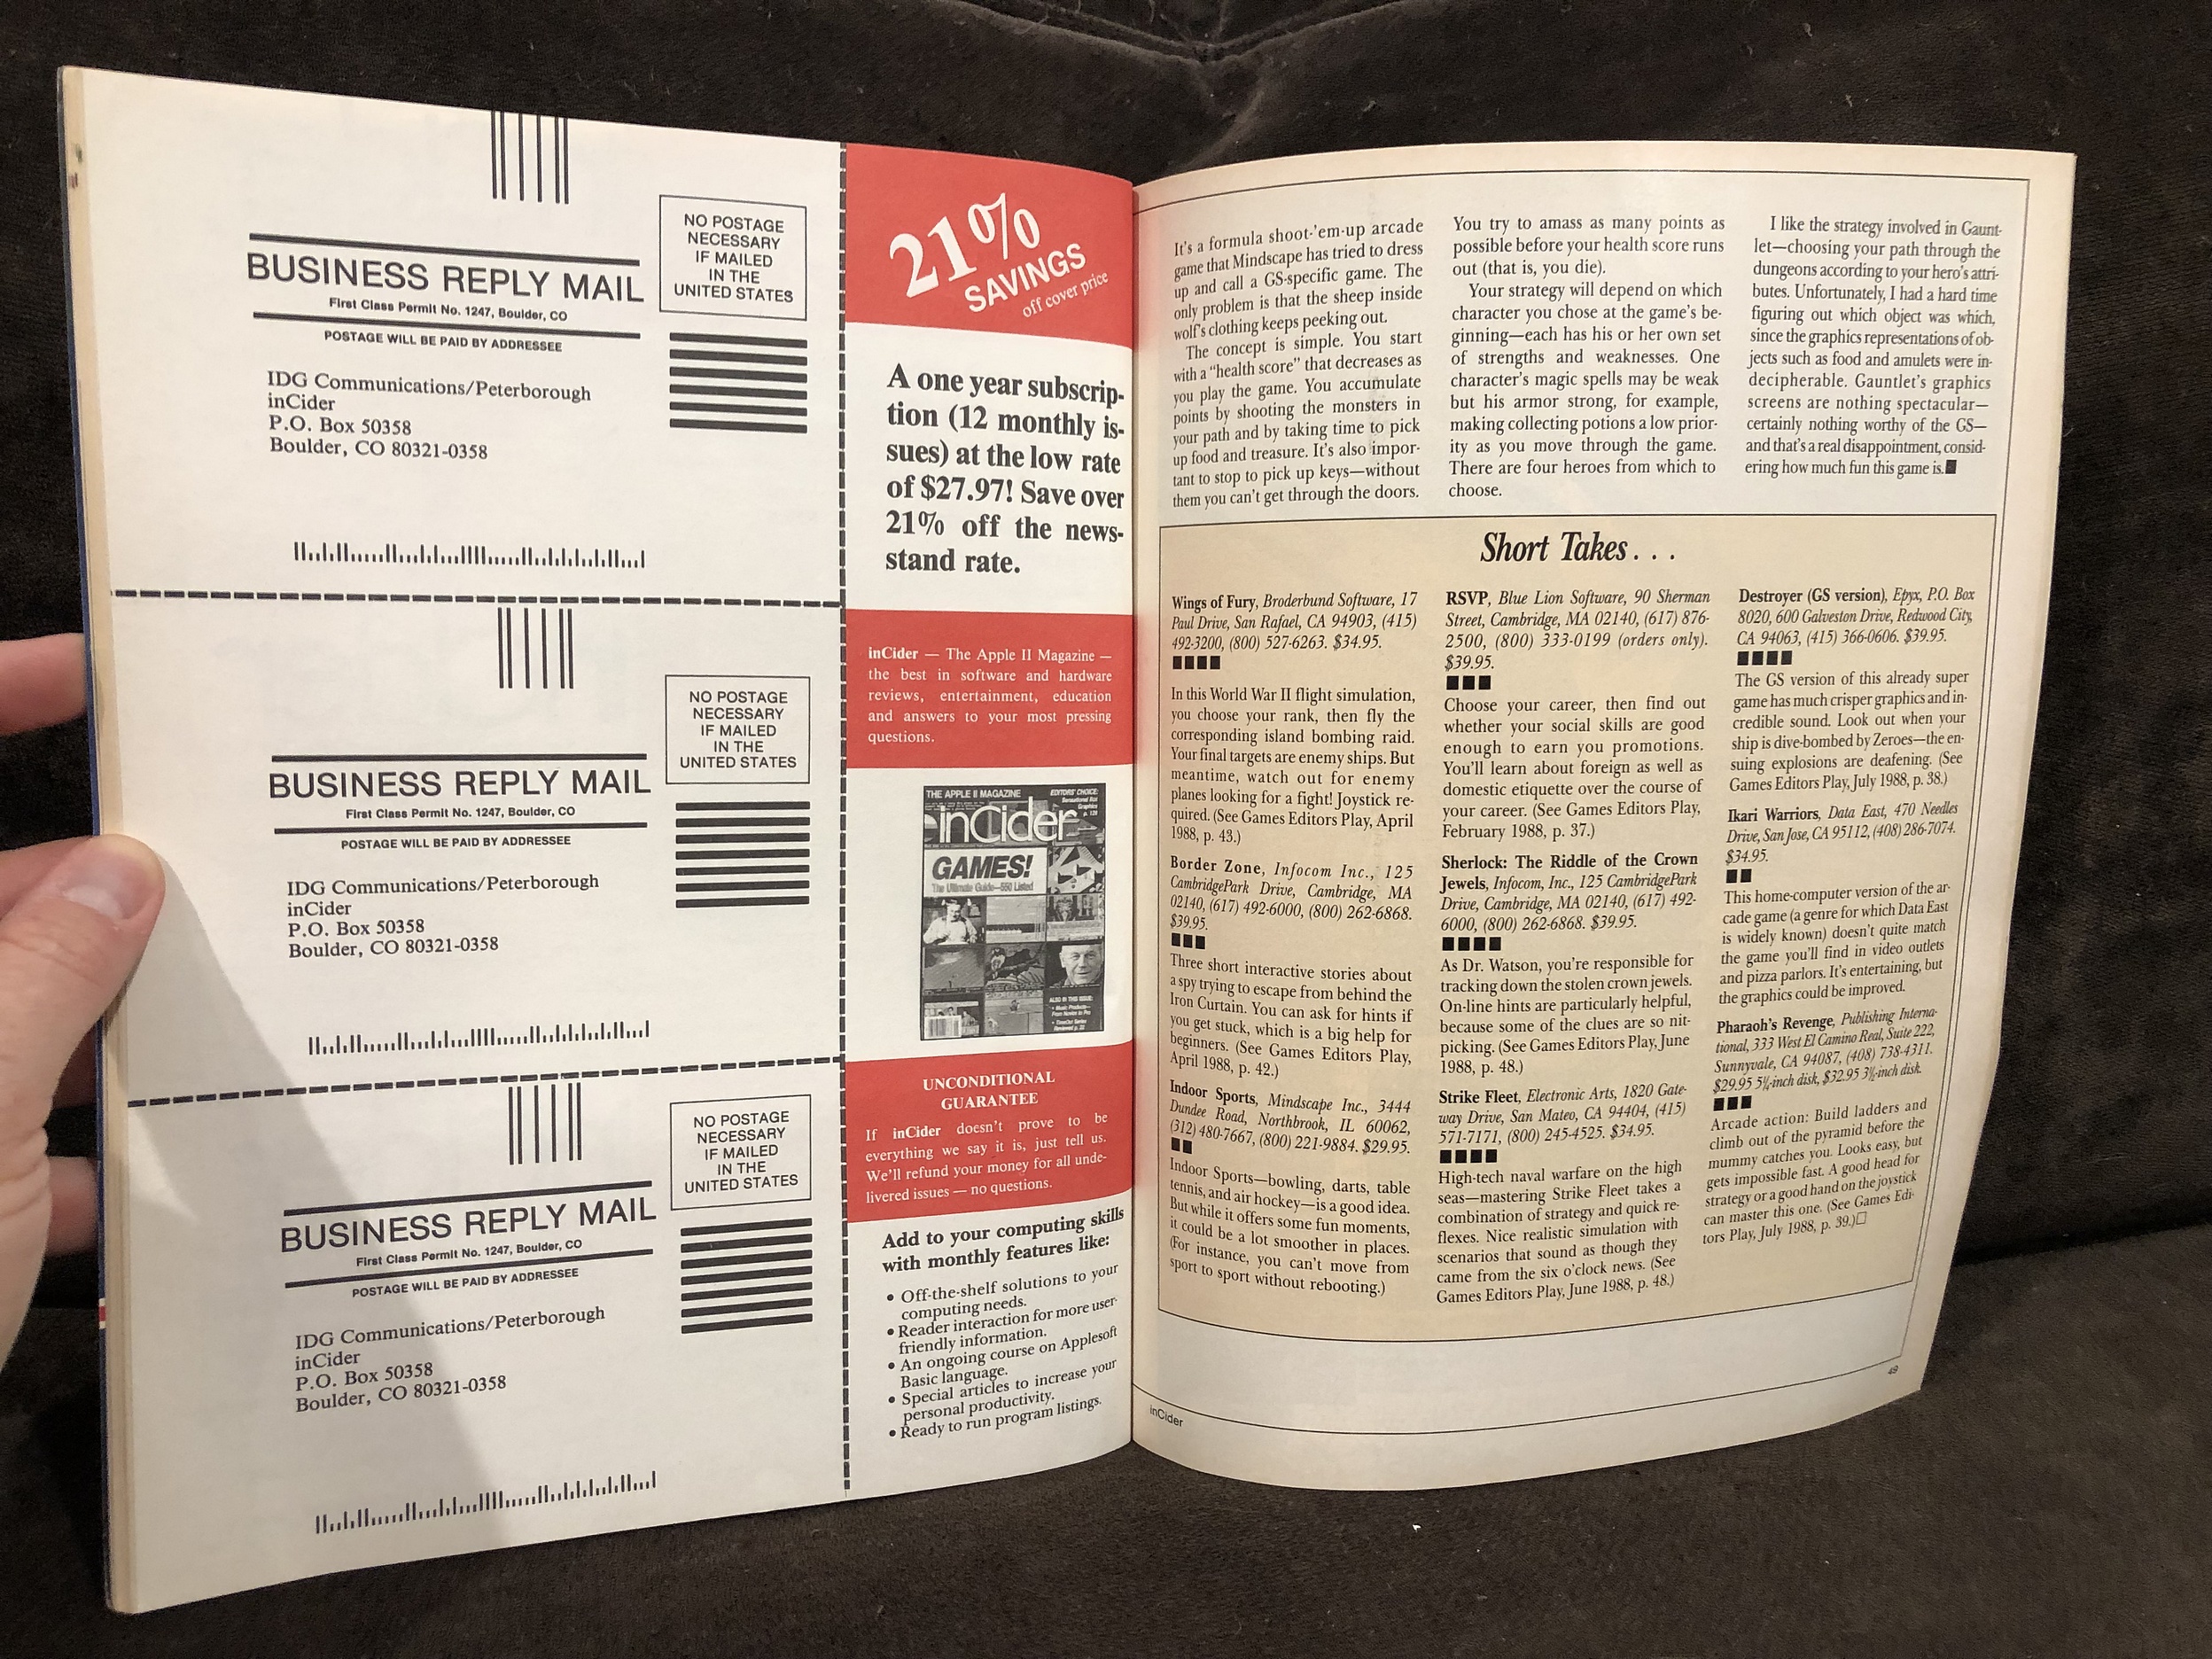 NO POSTAGE
NECESSARY
IF MAILED
IN THE
UNITED STATES
BUSINESS REPLY MAIL
First Class Permit No. 1247, Boulder, CO
POSTAGE WILL BE PAID BY ADDRESSEE
IDG Communications/Peterborough
inCider
P.O. Box 50358
Boulder, CO 80321-0358
NO POSTAGE
NECESSARY
IF MAILED
IN THE
UNITED STATES
BUSINESS REPLY MAIL
First Class Permit No. 1247, Boulder, CO
POSTAGE WILL BE PAID BY ADDRESSEE
IDG Communications/Peterborough
inCider
P.O. Box 50358
Boulder, CO 80321-0358
NO POSTAGE
NECESSARY
IF MAILED
IN THE
UNITED STATES
BUSINESS REPLY MAIL
First Class Permit No. 1247, Boulder, CO
POSTAGE WILL BE PAID BY ADDRESSEE
IDG Communications/Peterborough
inCider
P.O. Box 50358
Boulder, CO 80321-0358
21%
SAVINGS
off cover price
A one year subscrip-
tion (12 monthly is-
sues) at the low rate
of $27.97! Save over
21% off the news-
stand rate.
inCider — The Apple II Magazine —
the best in software and hardware
reviews, entertainment, education
and answers to your most pressing
questions.
THE APPLE II MAGAZINE
EDITORS' CHOICE:
inCider
GAMES!
The Ultimate Guide—550 Listed
ALSO IN THIS ISSUE:
UNCONDITIONAL
GUARANTEE
If inCider doesn't prove to be
everything we say it is, just tell us.
We'll refund your money for all unde-
livered issues — no questions.
Add to your computing skills
with monthly features like:
• Off-the-shelf solutions to your
computing needs.
• Reader interaction for more user-
friendly information.
• An ongoing course on Applesoft
Basic language.
• Special articles to increase your
personal productivity.
• Ready to run program listings.
It's a formula shoot-'em-up arcade
game that Mindscape has tried to dress
up and call a GS-specific game. The
only problem is that the sheep inside
wolf's clothing keeps peeking out.
The concept is simple. You start
with a "health score" that decreases as
you play the game. You accumulate
points by shooting the monsters in
your path and by taking time to pick
up food and treasure. It's also impor-
tant to stop to pick up keys—without
them you can't get through the doors.
You try to amass as many points as
possible before your health score runs
out (that is, you die).
Your strategy will depend on which
character you chose at the game's be-
ginning—each has his or her own set
of strengths and weaknesses. One
character's magic spells may be weak
but his armor strong, for example,
making collecting potions a low prior-
ity as you move through the game.
There are four heroes from which to
choose.
I like the strategy involved in Gaunt-
let—choosing your path through the
dungeons according to your hero's attri-
butes. Unfortunately, I had a hard time
figuring out which object was which,
since the graphics representations of ob-
jects such as food and amulets were in-
decipherable. Gauntlet's graphics
screens are nothing spectacular—
certainly nothing worthy of the GS—
and that's a real disappointment, consid-
ering how much fun this game is.■
Short Takes . . .
Wings of Fury, Broderbund Software, 17
Paul Drive, San Rafael, CA 94903, (415)
492-3200, (800) 527-6263. $34.95.
■■■■
In this World War II flight simulation,
you choose your rank, then fly the
corresponding island bombing raid.
Your final targets are enemy ships. But
meantime, watch out for enemy
planes looking for a fight! Joystick re-
quired. (See Games Editors Play, April
1988, p. 43.)
Border Zone, Infocom Inc., 125
CambridgePark Drive, Cambridge, MA
02140, (617) 492-6000, (800) 262-6868.
$39.95.
■■■
Three short interactive stories about
a spy trying to escape from behind the
Iron Curtain. You can ask for hints if
you get stuck, which is a big help for
beginners. (See Games Editors Play,
April 1988, p. 42.)
Indoor Sports, Mindscape Inc., 3444
Dundee Road, Northbrook, IL 60062,
(312) 480-7667, (800) 221-9884. $29.95.
■■
Indoor Sports—bowling, darts, table
tennis, and air hockey—is a good idea.
But while it offers some fun moments,
it could be a lot smoother in places.
(For instance, you can't move from
sport to sport without rebooting.)
RSVP, Blue Lion Software, 90 Sherman
Street, Cambridge, MA 02140, (617) 876-
2500, (800) 333-0199 (orders only).
$39.95.
■■■
Choose your career, then find out
whether your social skills are good
enough to earn you promotions.
You'll learn about foreign as well as
domestic etiquette over the course of
your career. (See Games Editors Play,
February 1988, p. 37.)
Sherlock: The Riddle of the Crown
Jewels, Infocom, Inc., 125 CambridgePark
Drive, Cambridge, MA 02140, (617) 492-
6000, (800) 262-6868. $39.95.
■■■■
As Dr. Watson, you're responsible for
tracking down the stolen crown jewels.
On-line hints are particularly helpful,
because some of the clues are so nit-
picking. (See Games Editors Play, June
1988, p. 48.)
Strike Fleet, Electronic Arts, 1820 Gate-
way Drive, San Mateo, CA 94404, (415)
571-7171, (800) 245-4525. $34.95.
■■■■
High-tech naval warfare on the high
seas—mastering Strike Fleet takes a
combination of strategy and quick re-
flexes. Nice realistic simulation with
scenarios that sound as though they
came from the six o'clock news. (See
Games Editors Play, June 1988, p. 48.)
Destroyer (GS version), Epyx, P.O. Box
8020, 600 Galveston Drive, Redwood City,
CA 94063, (415) 366-0606. $39.95.
■■■■
The GS version of this already super
game has much crisper graphics and in-
credible sound. Look out when your
ship is dive-bombed by Zeroes—the en-
suing explosions are deafening. (See
Games Editors Play, July 1988, p. 38.)
Ikari Warriors, Data East, 470 Needles
Drive, San Jose, CA 95112, (408) 286-7074.
$34.95.
■■
This home-computer version of the ar-
cade game (a genre for which Data East
is widely known) doesn't quite match
the game you'll find in video outlets
and pizza parlors. It's entertaining, but
the graphics could be improved.
Pharaoh's Revenge, Publishing Interna-
tional, 333 West El Camino Real, Suite 222,
Sunnyvale, CA 94087, (408) 738-4311.
$29.95 5¼-inch disk, $32.95 3½-inch disk.
■■■
Arcade action: Build ladders and
climb out of the pyramid before the
mummy catches you. Looks easy, but
gets impossible fast. A good head for
strategy or a good hand on the joystick
can master this one. (See Games Edi-
tors Play, July 1988, p. 39.)□
inCider
49